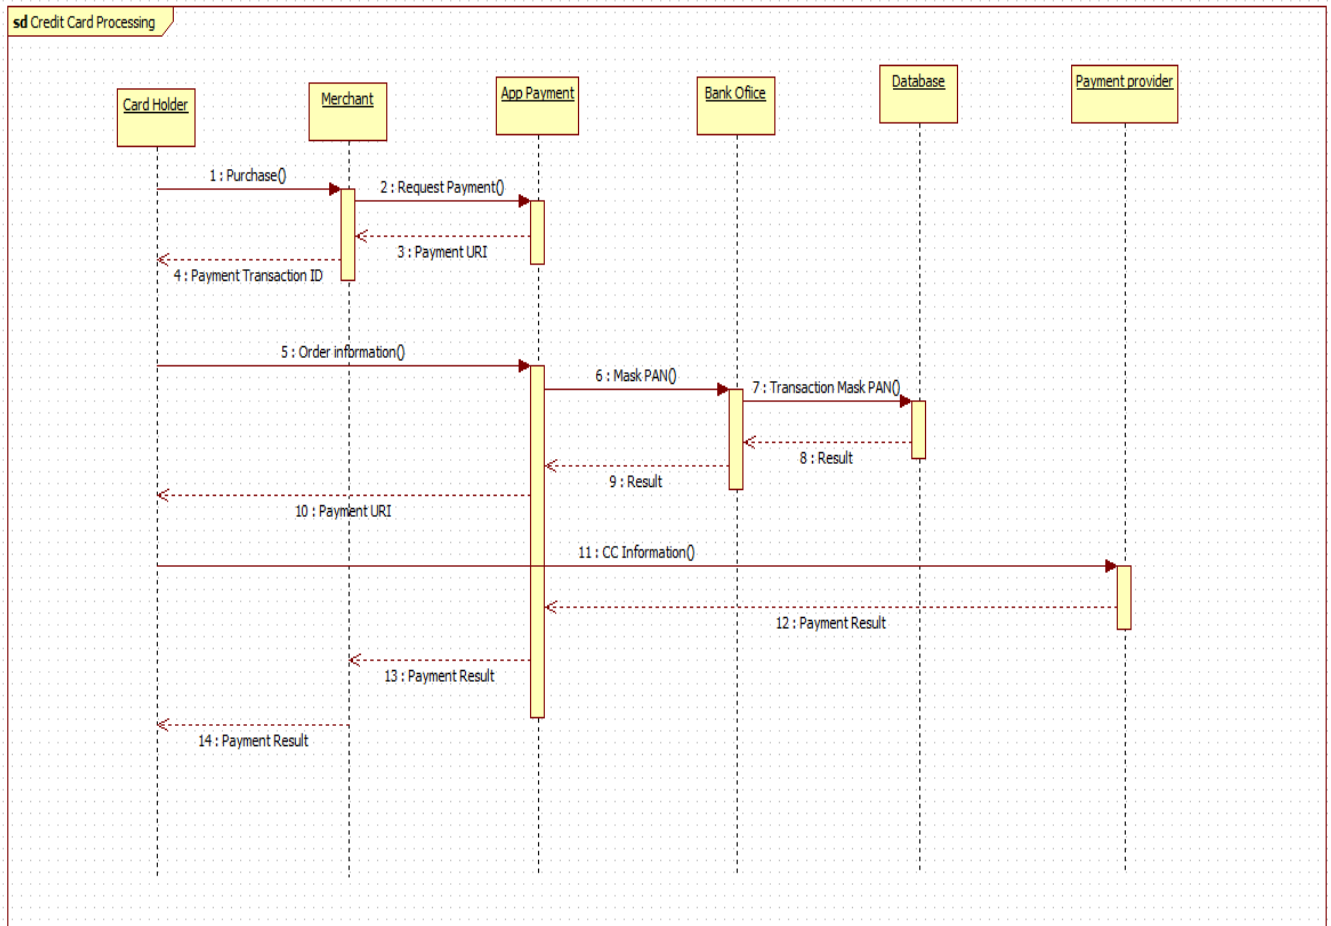 sd Credit Card Processing
Card Holder
Merchant
App Payment
Bank Ofiice
Database
Payment provider
1 : Purchase()
2 : Request Payment()
3 : Payment URI
4 : Payment Transaction ID
5 : Order information()
6 : Mask PAN()
7 : Transaction Mask PAN()
8 : Result
9 : Result
10 : Payment URI
11 : CC Information()
12 : Payment Result
13 : Payment Result
14 : Payment Result